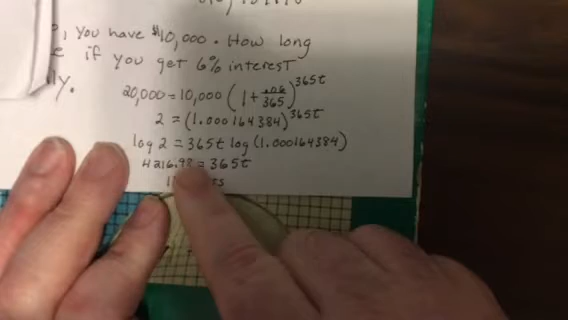 , you have $10,000. How long
if you get 6% interest
ly.
20,000 = 10,000 (1 + .06/365)^365t
2 = (1.000164384)^365t
log 2 = 365t log (1.000164384)
4216.98 = 365t